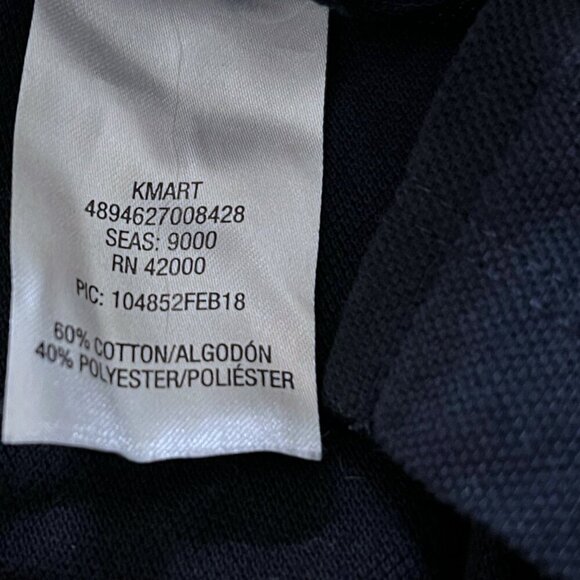 KMART
4894627008428
SEAS: 9000
RN 42000
PIC: 104852FEB18
60% COTTON/ALGODÓN
40% POLYESTER/POLIÉSTER